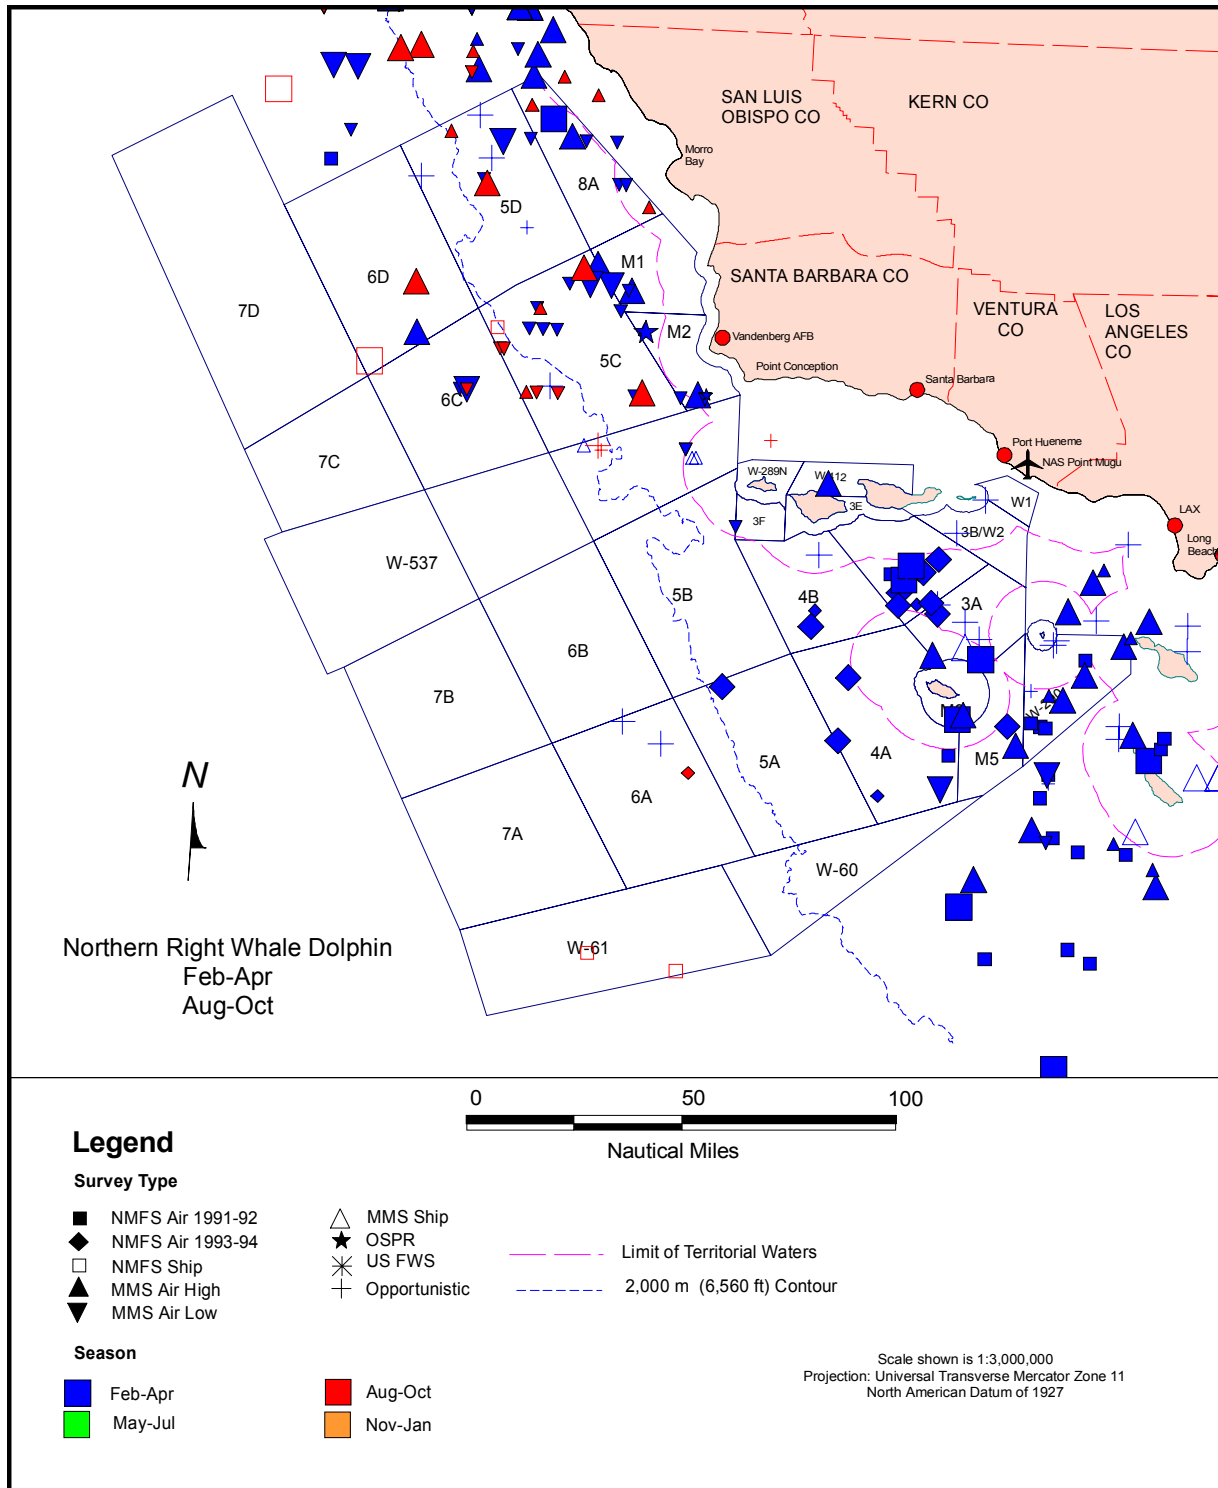 SAN LUIS
OBISPO CO
KERN CO
Morro
Bay
8A
5D
M1
6D
7D
SANTA BARBARA CO
VENTURA
CO
LOS
ANGELES
CO
M2
Vandenberg AFB
5C
Point Conception
Santa Barbara
6C
Port Hueneme
NAS Point Mugu
7C
W-289N
W-412
W1
3E
3F
3B/W2
LAX
Long
Beach
W-537
5B
4B
3A
6B
7B
5A
4A
M5
6A
7A
W-60
W-61
N
Northern Right Whale Dolphin
Feb-Apr
Aug-Oct
0 50 100
Nautical Miles
Legend
Survey Type
NMFS Air 1991-92
NMFS Air 1993-94
NMFS Ship
MMS Air High
MMS Air Low
MMS Ship
OSPR
US FWS
Opportunistic
Limit of Territorial Waters
2,000 m (6,560 ft) Contour
Season
Feb-Apr
May-Jul
Aug-Oct
Nov-Jan
Scale shown is 1:3,000,000
Projection: Universal Transverse Mercator Zone 11
North American Datum of 1927